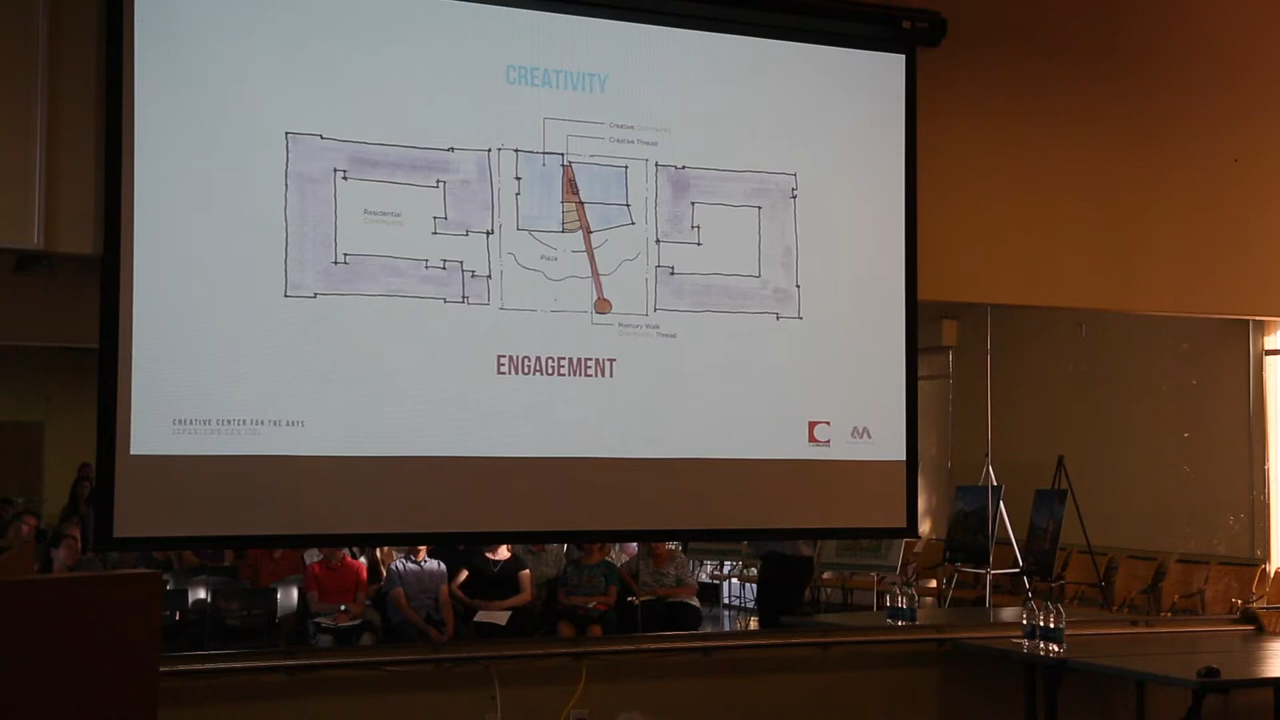 CREATIVITY
Creative Community
Creative Thread
Residential
Community
Plaza
Memory Walk
Community Thread
ENGAGEMENT
CREATIVE CENTER FOR THE ARTS
C